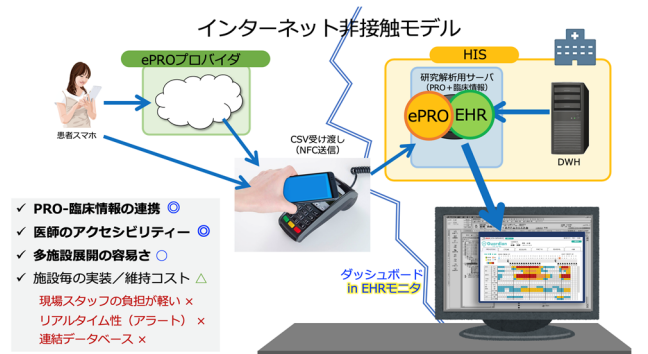 インターネット非接触モデル
ePROプロバイダ
HIS
研究解析用サーバ
(PRO+臨床情報)
ePRO
EHR
患者スマホ
CSV受け渡し
(NFC送信)
DWH
✓ PRO-臨床情報の連携 ◎
✓ 医師のアクセシビリティー ◎
✓ 多施設展開の容易さ ○
✓ 施設毎の実装/維持コスト △
現場スタッフの負担が軽い ×
リアルタイム性(アラート) ×
連結データベース ×
ダッシュボード
in EHRモニタ
Guardian